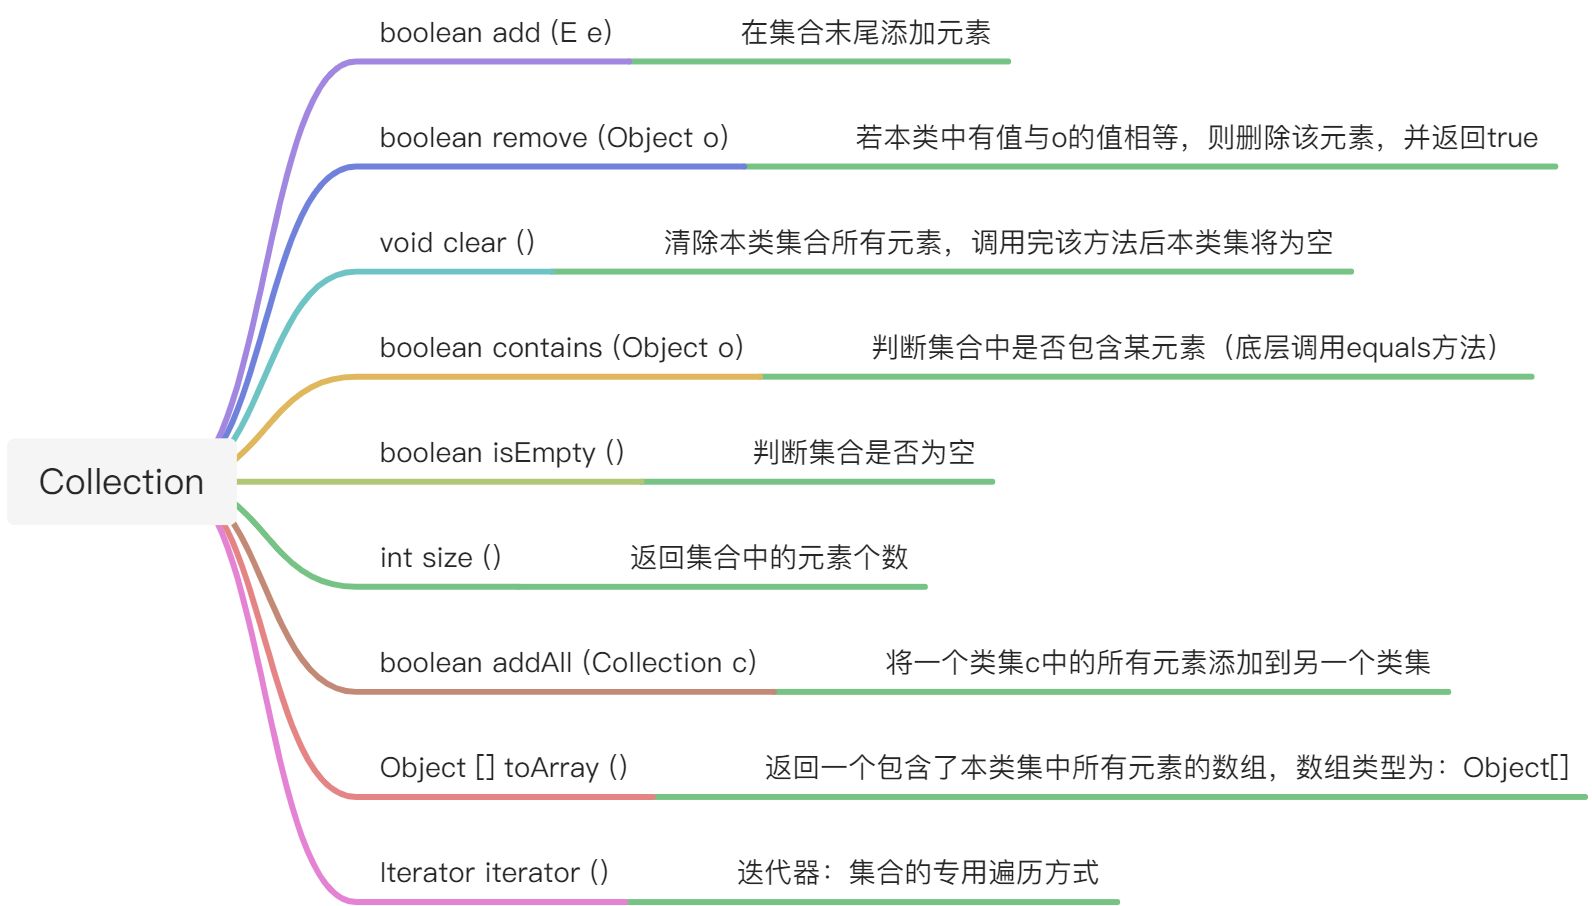 boolean add (E e) 在集合末尾添加元素
boolean remove (Object o) 若本类中有值与o的值相等，则删除该元素，并返回true
void clear () 清除本类集合所有元素，调用完该方法后本类集将为空
boolean contains (Object o) 判断集合中是否包含某元素（底层调用equals方法）
boolean isEmpty () 判断集合是否为空
Collection
int size () 返回集合中的元素个数
boolean addAll (Collection c) 将一个类集c中的所有元素添加到另一个类集
Object [] toArray () 返回一个包含了本类集中所有元素的数组，数组类型为：Object[]
Iterator iterator () 迭代器：集合的专用遍历方式